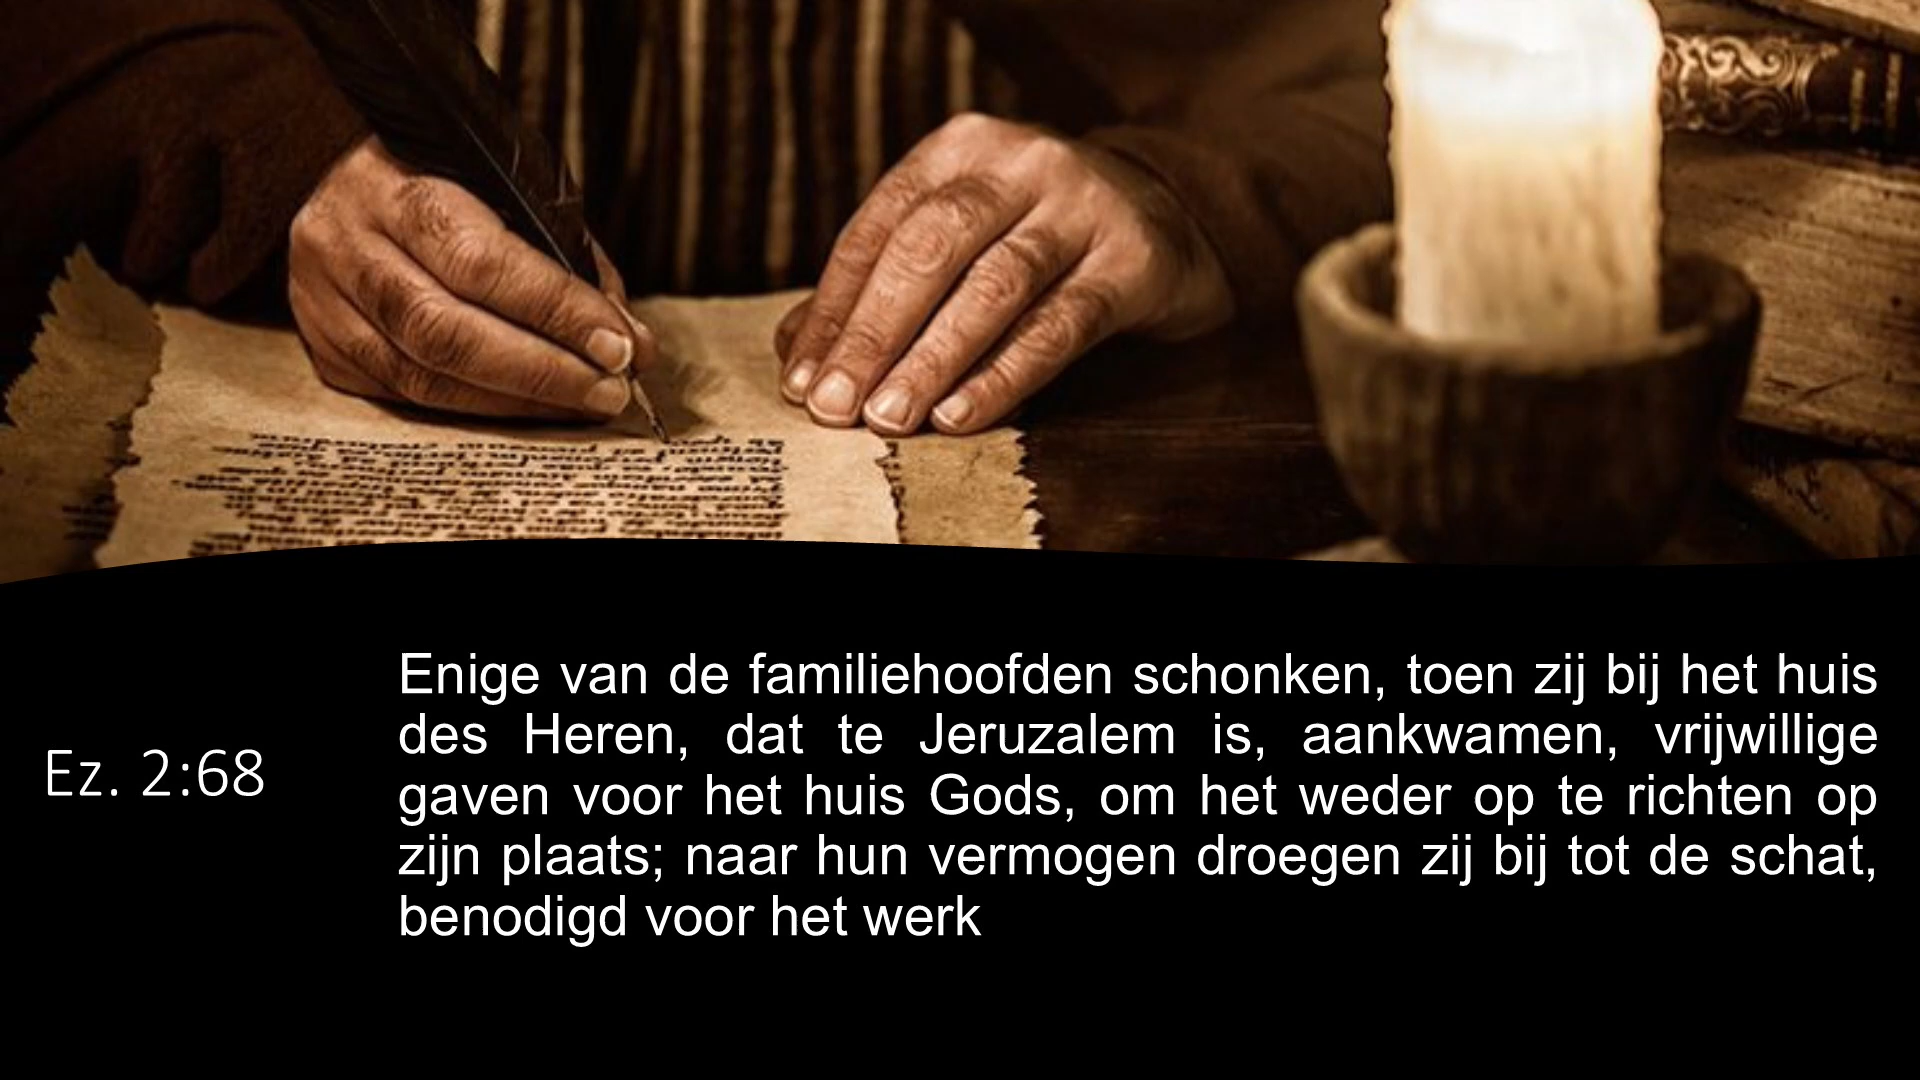 Ez. 2:68
Enige van de familiehoofden schonken, toen zij bij het huis
des Heren, dat te Jeruzalem is, aankwamen, vrijwillige
gaven voor het huis Gods, om het weder op te richten op
zijn plaats; naar hun vermogen droegen zij bij tot de schat,
benodigd voor het werk